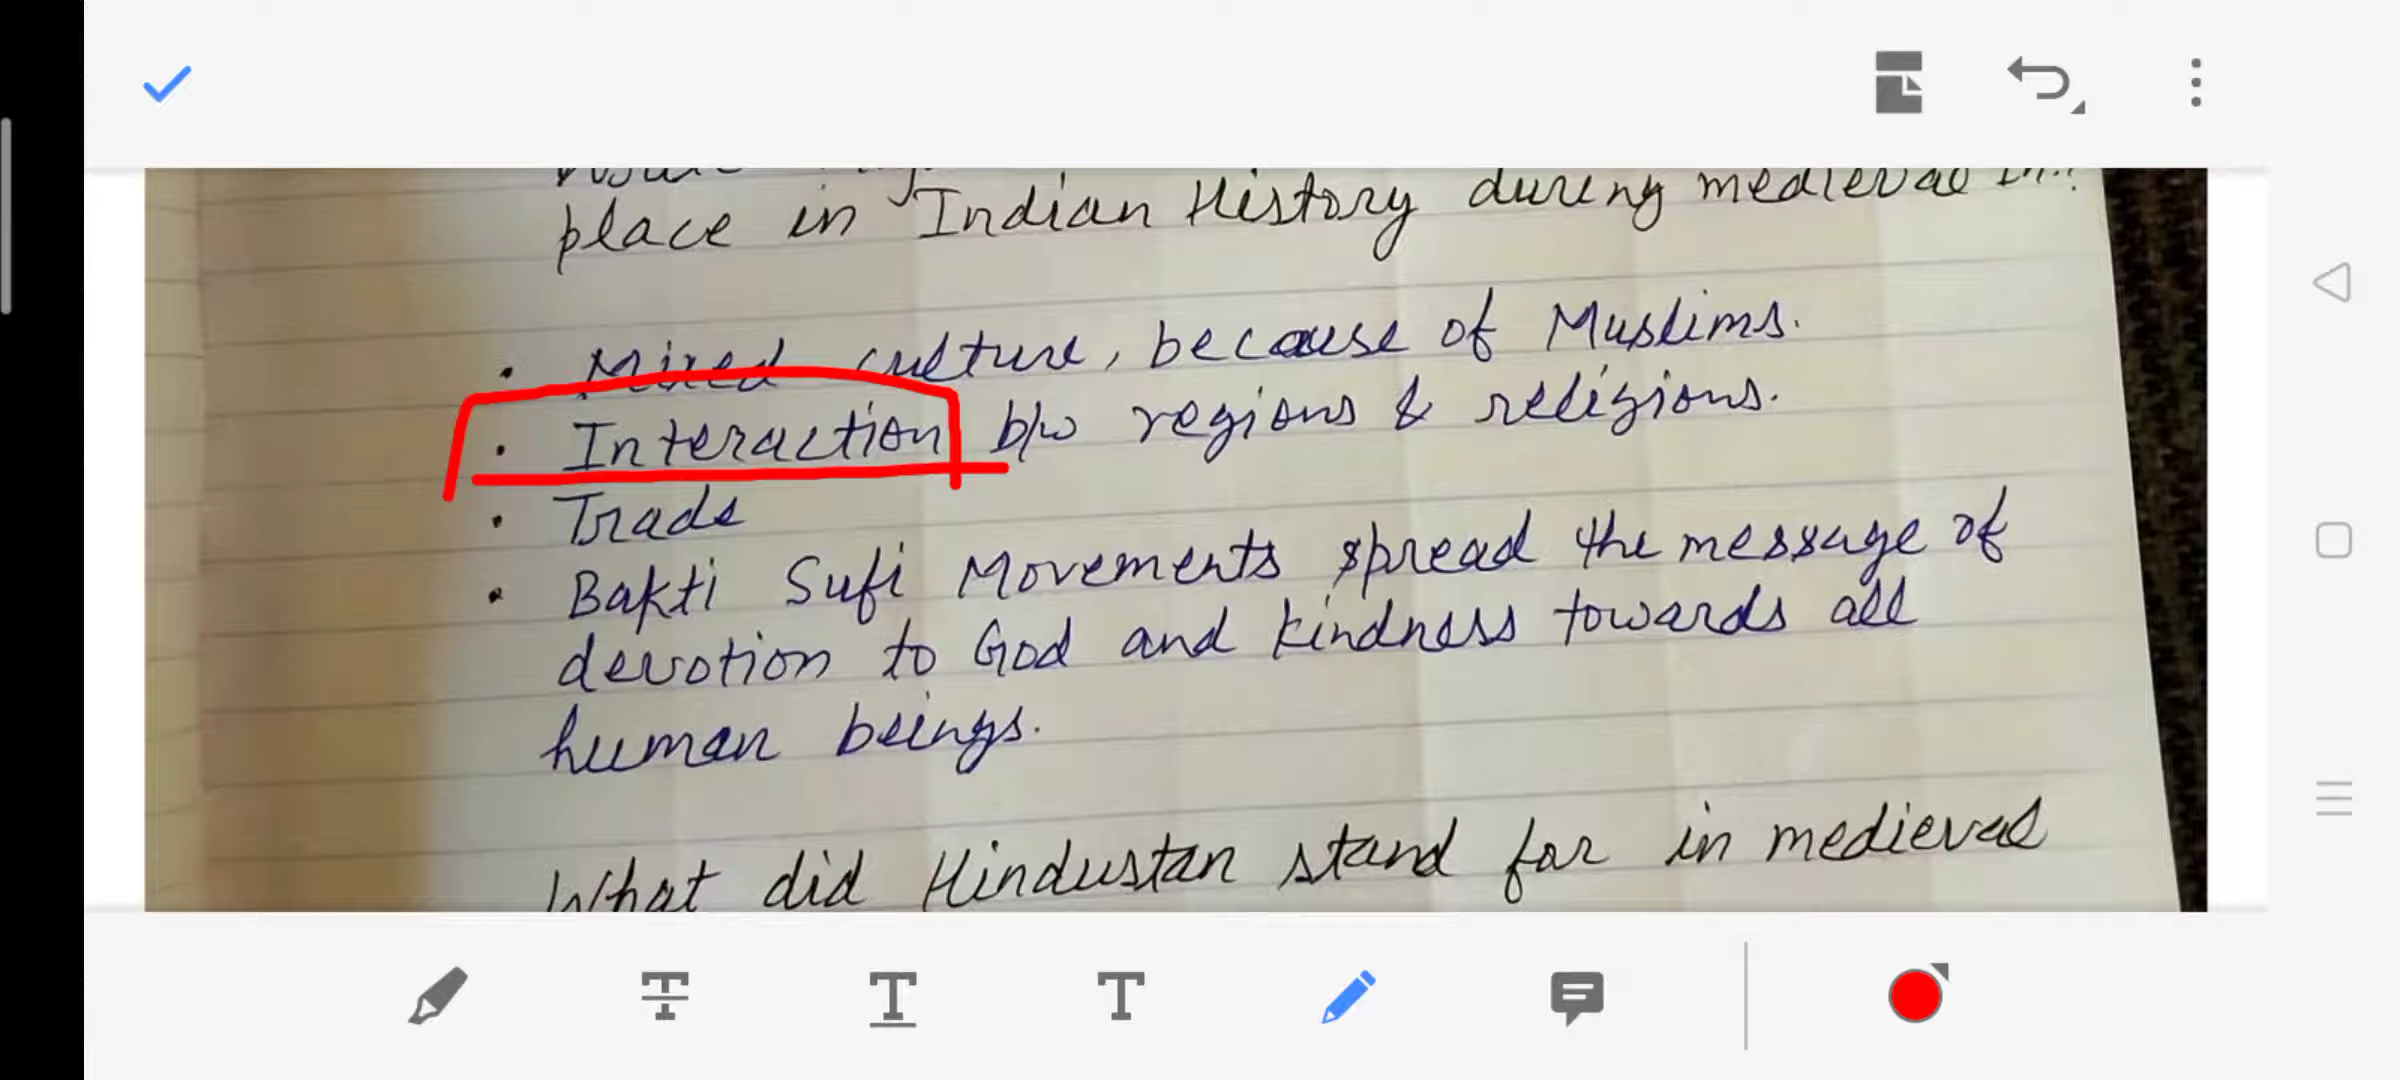 place in Indian History during medieval
• Mixed culture, because of Muslims.
• Interaction b/w regions & religions.
• Trade
• Bakti Sufi Movements spread the message of
devotion to God and kindness towards all
human beings.
What did Hindustan stand for in medieval